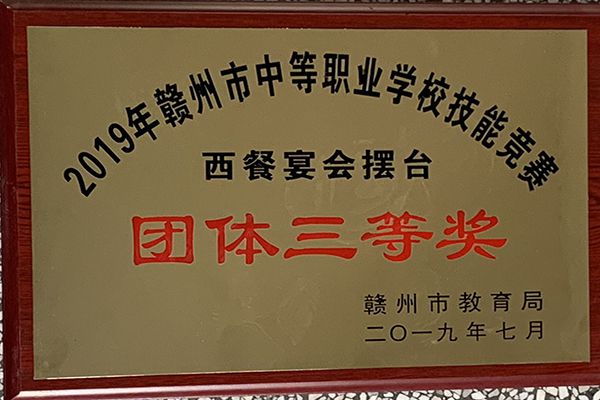 2019年赣州市中等职业学校技能竞赛
西餐宴会摆台
团体三等奖
赣州市教育局
二〇一九年七月